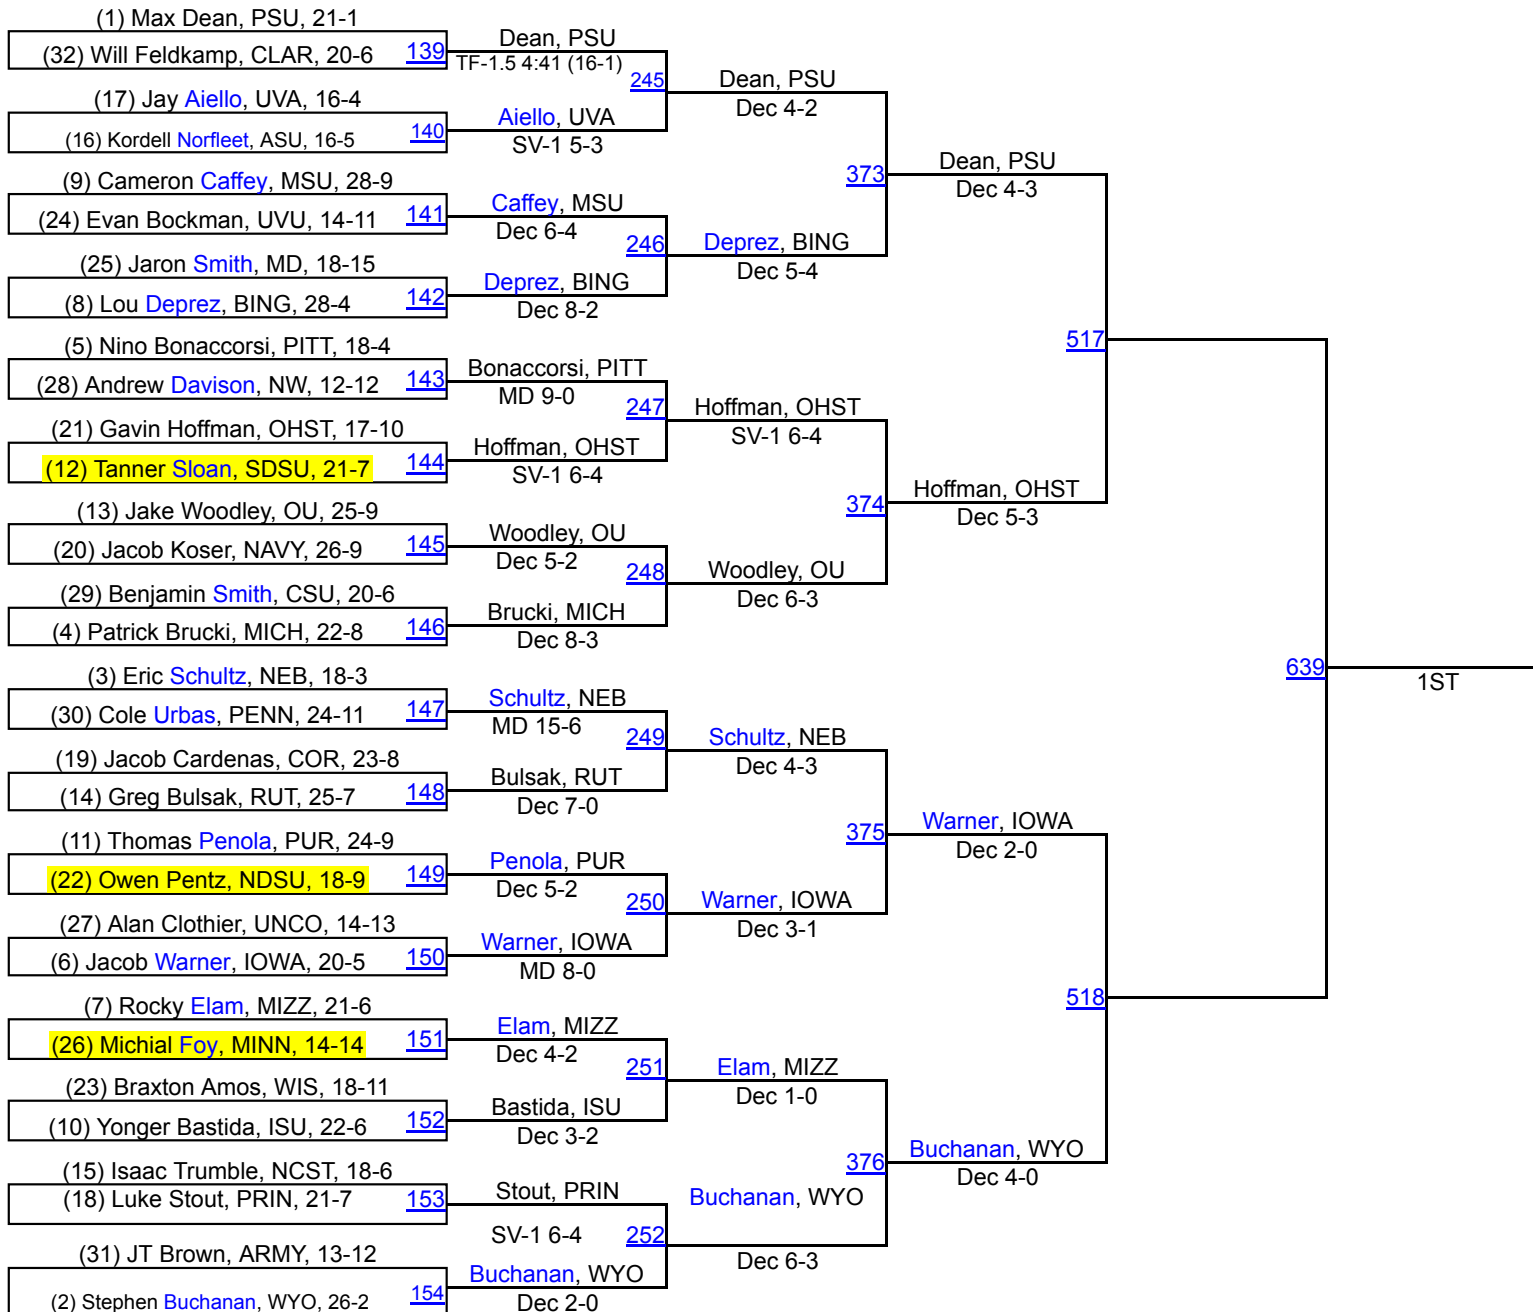 (1) Max Dean, PSU, 21-1
(32) Will Feldkamp, CLAR, 20-6
139
Dean, PSU
TF-1.5 4:41 (16-1)
245
(17) Jay Aiello, UVA, 16-4
(16) Kordell Norfleet, ASU, 16-5
140
Aiello, UVA
SV-1 5-3
Dean, PSU
Dec 4-2
373
(9) Cameron Caffey, MSU, 28-9
(24) Evan Bockman, UVU, 14-11
141
Caffey, MSU
Dec 6-4
246
(25) Jaron Smith, MD, 18-15
(8) Lou Deprez, BING, 28-4
142
Deprez, BING
Dec 8-2
Deprez, BING
Dec 5-4
Dean, PSU
Dec 4-3
517
(5) Nino Bonaccorsi, PITT, 18-4
(28) Andrew Davison, NW, 12-12
143
Bonaccorsi, PITT
MD 9-0
247
(21) Gavin Hoffman, OHST, 17-10
(12) Tanner Sloan, SDSU, 21-7
144
Hoffman, OHST
SV-1 6-4
Hoffman, OHST
SV-1 6-4
374
(13) Jake Woodley, OU, 25-9
(20) Jacob Koser, NAVY, 26-9
145
Woodley, OU
Dec 5-2
248
(29) Benjamin Smith, CSU, 20-6
(4) Patrick Brucki, MICH, 22-8
146
Brucki, MICH
Dec 8-3
Woodley, OU
Dec 6-3
Hoffman, OHST
Dec 5-3
639
1ST
(3) Eric Schultz, NEB, 18-3
(30) Cole Urbas, PENN, 24-11
147
Schultz, NEB
MD 15-6
249
(19) Jacob Cardenas, COR, 23-8
(14) Greg Bulsak, RUT, 25-7
148
Bulsak, RUT
Dec 7-0
Schultz, NEB
Dec 4-3
375
(11) Thomas Penola, PUR, 24-9
(22) Owen Pentz, NDSU, 18-9
149
Penola, PUR
Dec 5-2
250
(27) Alan Clothier, UNCO, 14-13
(6) Jacob Warner, IOWA, 20-5
150
Warner, IOWA
MD 8-0
Warner, IOWA
Dec 3-1
Warner, IOWA
Dec 2-0
518
(7) Rocky Elam, MIZZ, 21-6
(26) Michial Foy, MINN, 14-14
151
Elam, MIZZ
Dec 4-2
251
(23) Braxton Amos, WIS, 18-11
(10) Yonger Bastida, ISU, 22-6
152
Bastida, ISU
Dec 3-2
Elam, MIZZ
Dec 1-0
376
(15) Isaac Trumble, NCST, 18-6
(18) Luke Stout, PRIN, 21-7
153
Stout, PRIN
SV-1 6-4
252
(31) JT Brown, ARMY, 13-12
(2) Stephen Buchanan, WYO, 26-2
154
Buchanan, WYO
Dec 2-0
Buchanan, WYO
Dec 6-3
Buchanan, WYO
Dec 4-0